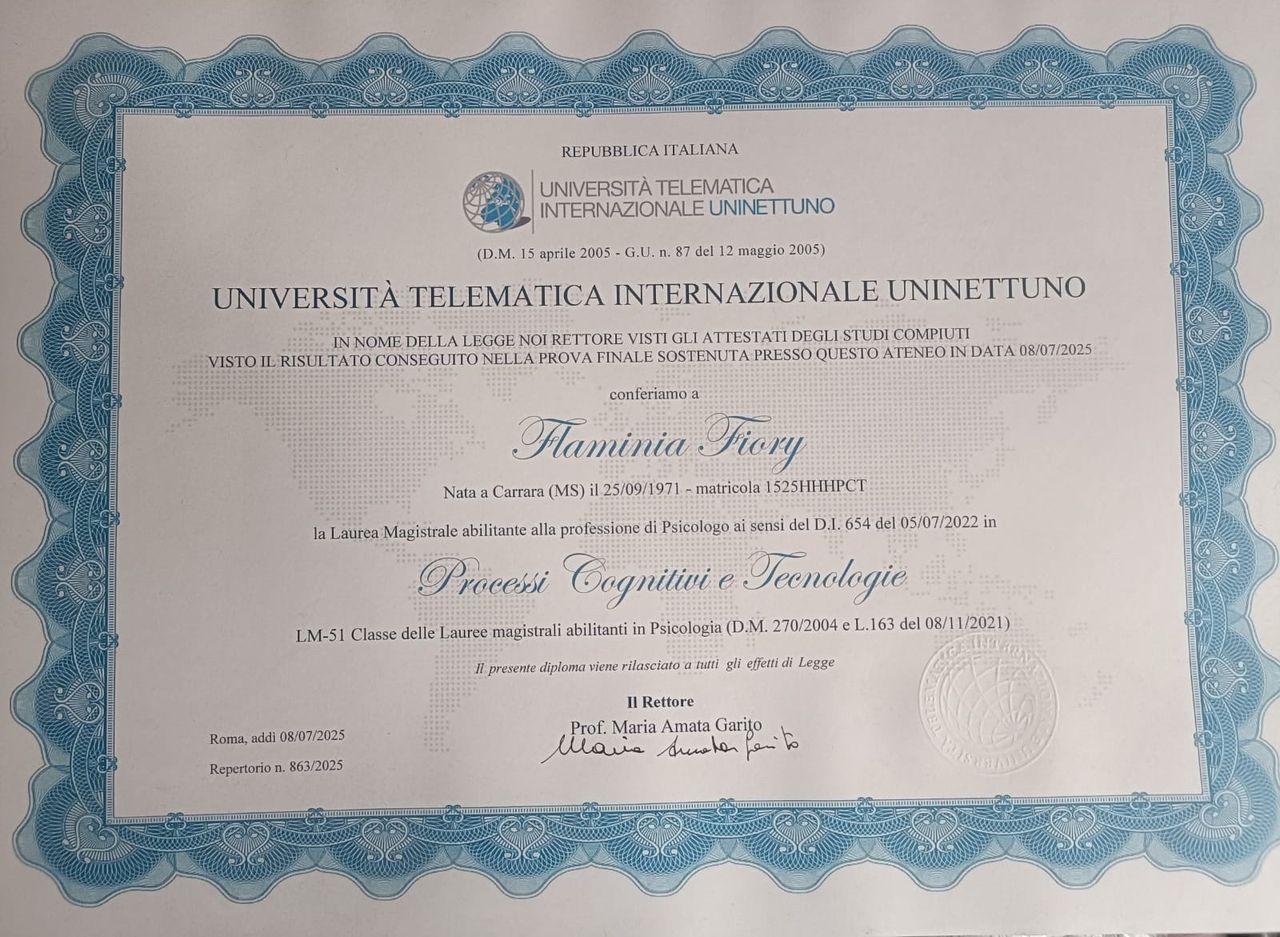 REPUBBLICA ITALIANA
UNIVERSITÀ TELEMATICA
INTERNAZIONALE UNINETTUNO
(D.M. 15 aprile 2005 - G.U. n. 87 del 12 maggio 2005)
UNIVERSITÀ TELEMATICA INTERNAZIONALE UNINETTUNO
IN NOME DELLA LEGGE NOI RETTORE VISTI GLI ATTESTATI DEGLI STUDI COMPIUTI
VISTO IL RISULTATO CONSEGUITO NELLA PROVA FINALE SOSTENUTA PRESSO QUESTO ATENEO IN DATA 08/07/2025
conferiamo a
Flaminia Fiory
Nata a Carrara (MS) il 25/09/1971 - matricola 1525HHHPCT
la Laurea Magistrale abilitante alla professione di Psicologo ai sensi del D.I. 654 del 05/07/2022 in
Processi Cognitivi e Tecnologie
LM-51 Classe delle Lauree magistrali abilitanti in Psicologia (D.M. 270/2004 e L.163 del 08/11/2021)
Il presente diploma viene rilasciato a tutti gli effetti di Legge
Il Rettore
Prof. Maria Amata Garito
Maria Amata Garito
Roma, addì 08/07/2025
Repertorio n. 863/2025